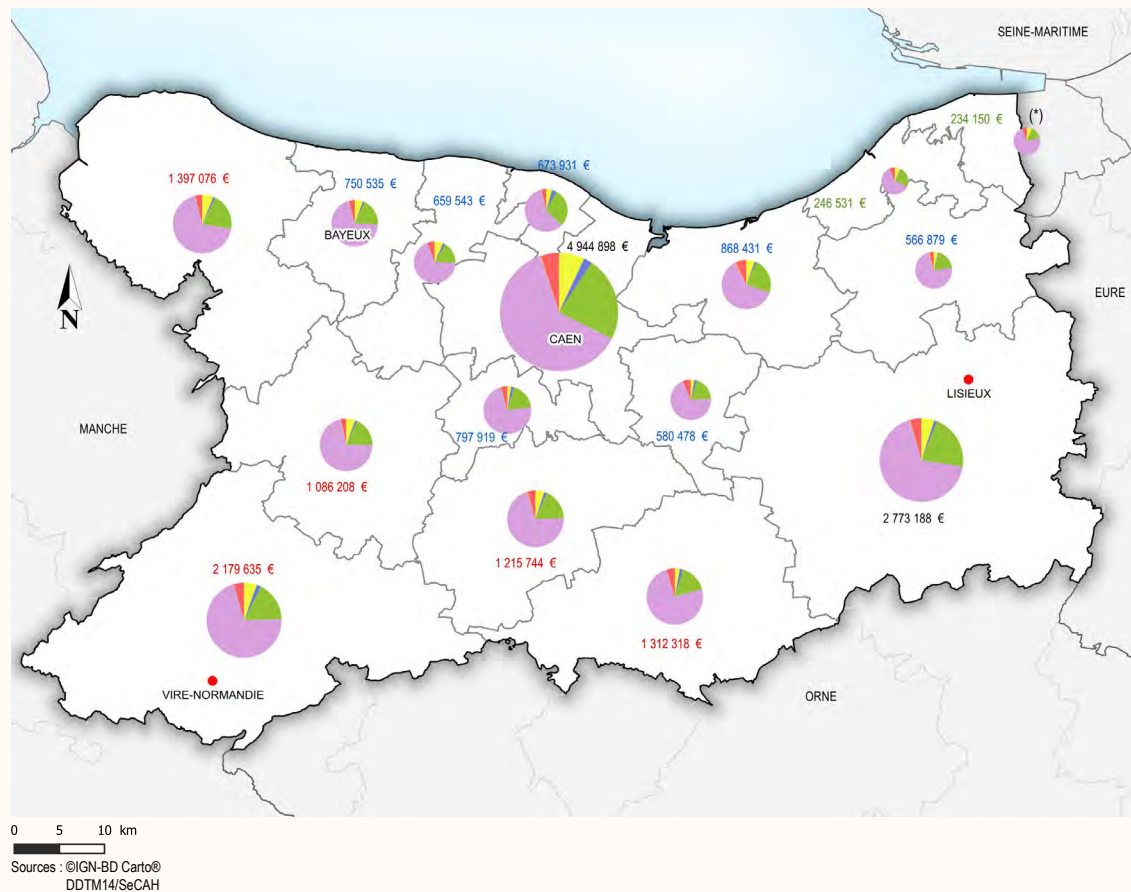 SEINE-MARITIME
234 150 €
(*)
673 931 €
1 397 076 €
750 535 €
659 543 €
246 531 €
BAYEUX
4 944 898 €
868 431 €
566 879 €
EURE
N
CAEN
LISIEUX
MANCHE
797 919 €
580 478 €
1 086 208 €
2 773 188 €
1 215 744 €
2 179 635 €
1 312 318 €
VIRE-NORMANDIE
ORNE
0 5 10 km
Sources : ©IGN-BD Carto®
DDTM14/SeCAH